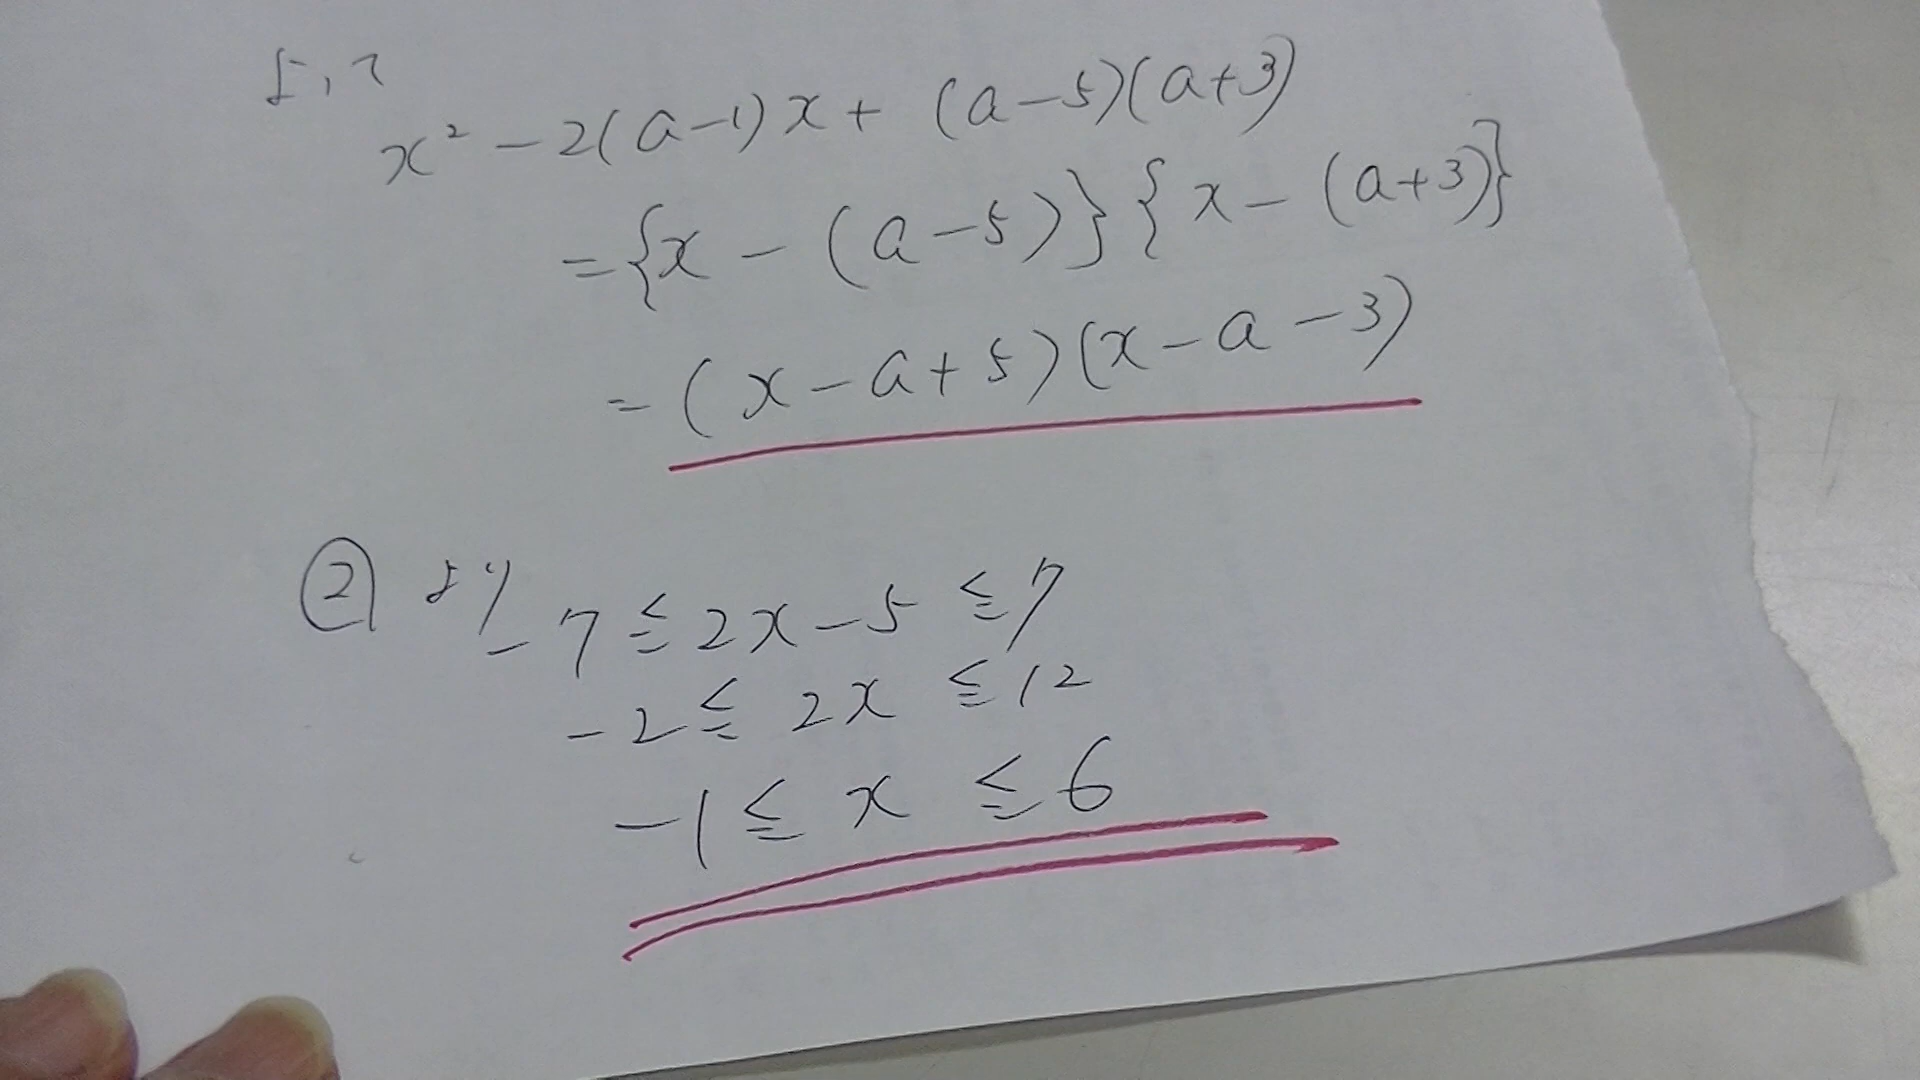 よって
x² − 2(a−1)x + (a−5)(a+3)
= {x − (a−5)}{x − (a+3)}
= (x − a + 5)(x − a − 3)
② より
−7 ≦ 2x − 5 ≦ 7
−2 ≦ 2x ≦ 12
−1 ≦ x ≦ 6